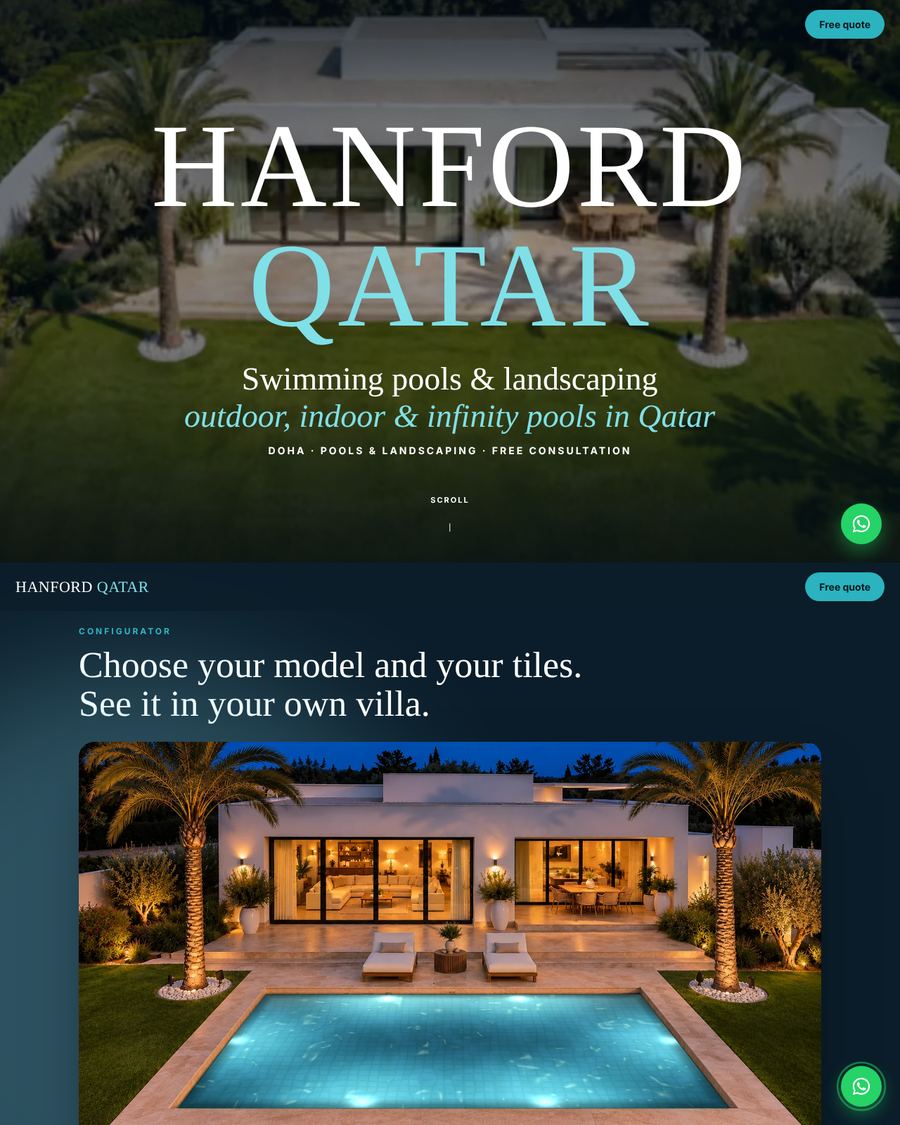 Free quote
HANFORD
QATAR
Swimming pools & landscaping
outdoor, indoor & infinity pools in Qatar
DOHA · POOLS & LANDSCAPING · FREE CONSULTATION
SCROLL
HANFORD QATAR
Free quote
CONFIGURATOR
Choose your model and your tiles.
See it in your own villa.